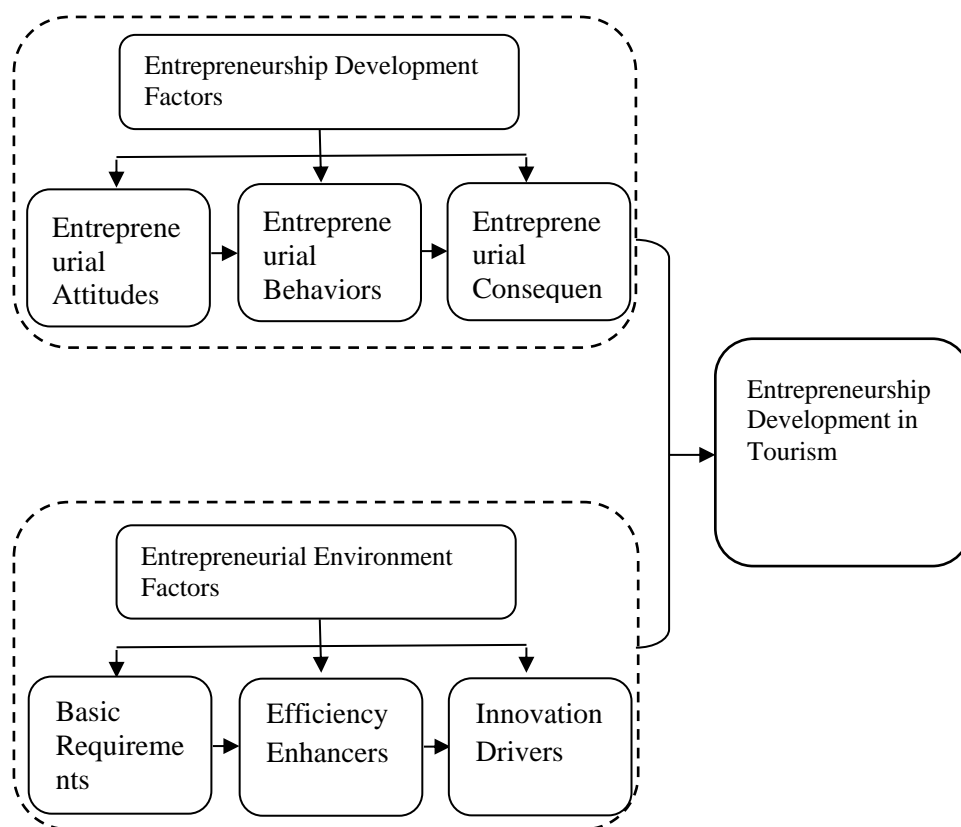 Entrepreneurship Development
Factors
Entreprene
urial
Attitudes
Entreprene
urial
Behaviors
Entreprene
urial
Consequen
Entrepreneurship
Development in
Tourism
Entrepreneurial Environment
Factors
Basic
Requireme
nts
Efficiency
Enhancers
Innovation
Drivers